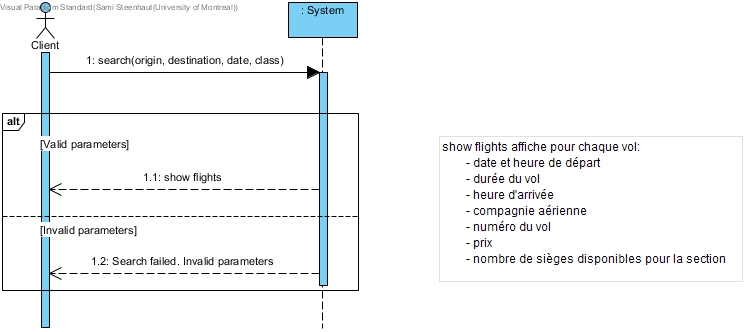 Visual Paradigm Standard(Sami Steenhaut(University of Montreal))
: System
Client
1: search(origin, destination, date, class)
alt
[Valid parameters]
1.1: show flights
[Invalid parameters]
1.2: Search failed. Invalid parameters
show flights affiche pour chaque vol:
- date et heure de départ
- durée du vol
- heure d'arrivée
- compagnie aérienne
- numéro du vol
- prix
- nombre de sièges disponibles pour la section